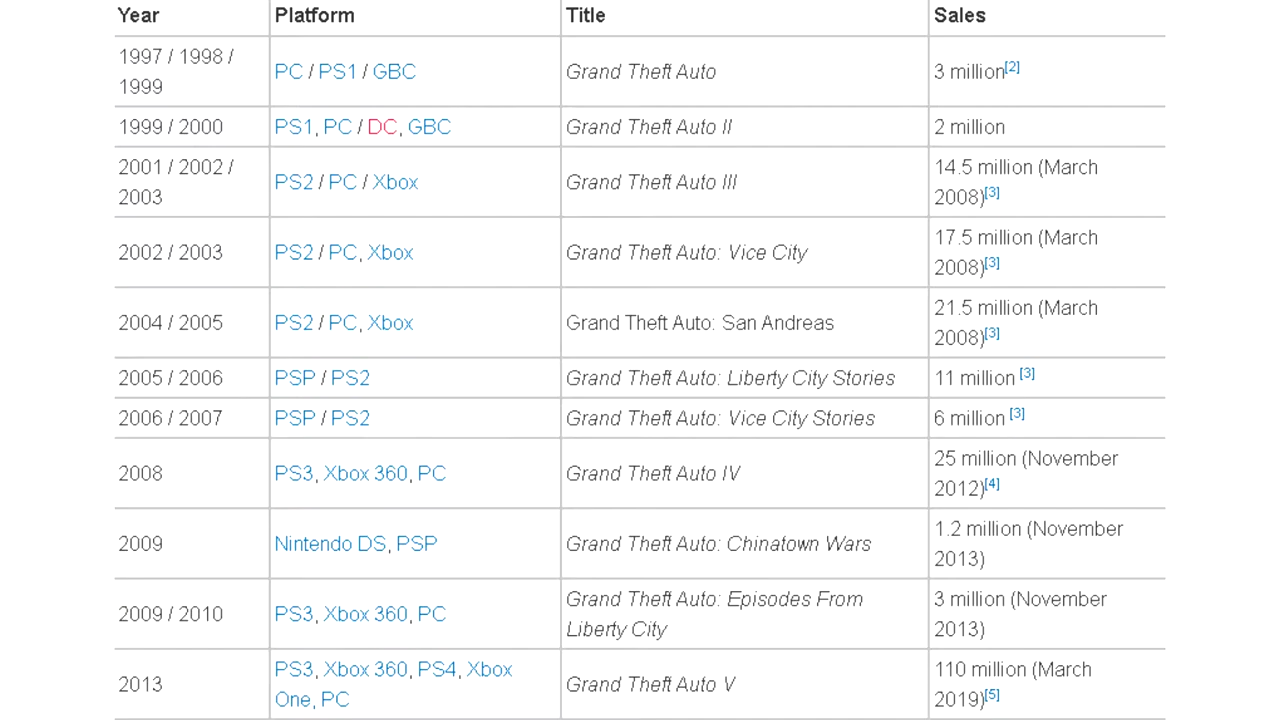 Year Platform Title Sales
1997 / 1998 /
1999
PC / PS1 / GBC
Grand Theft Auto
3 million[2]
1999 / 2000
PS1, PC / DC, GBC
Grand Theft Auto II
2 million
2001 / 2002 /
2003
PS2 / PC / Xbox
Grand Theft Auto III
14.5 million (March
2008)[3]
2002 / 2003
PS2 / PC, Xbox
Grand Theft Auto: Vice City
17.5 million (March
2008)[3]
2004 / 2005
PS2 / PC, Xbox
Grand Theft Auto: San Andreas
21.5 million (March
2008)[3]
2005 / 2006
PSP / PS2
Grand Theft Auto: Liberty City Stories
11 million [3]
2006 / 2007
PSP / PS2
Grand Theft Auto: Vice City Stories
6 million [3]
2008
PS3, Xbox 360, PC
Grand Theft Auto IV
25 million (November
2012)[4]
2009
Nintendo DS, PSP
Grand Theft Auto: Chinatown Wars
1.2 million (November
2013)
2009 / 2010
PS3, Xbox 360, PC
Grand Theft Auto: Episodes From
Liberty City
3 million (November
2013)
2013
PS3, Xbox 360, PS4, Xbox
One, PC
Grand Theft Auto V
110 million (March
2019)[5]